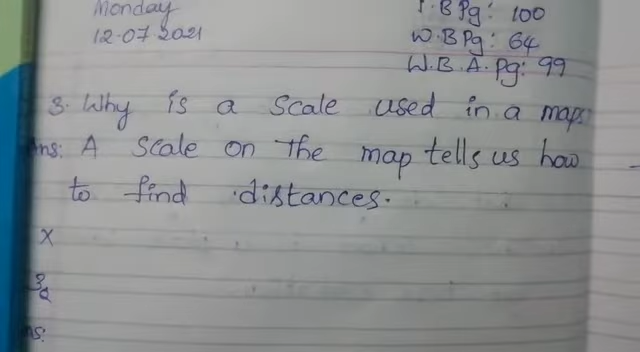 Monday
12.07.2021
T.B Pg: 100
W.B Pg: 64
W.B.A. Pg: 99
3. Why is a scale used in a maps?
Ans: A scale on the map tells us how
to find distances.
X
Ans: